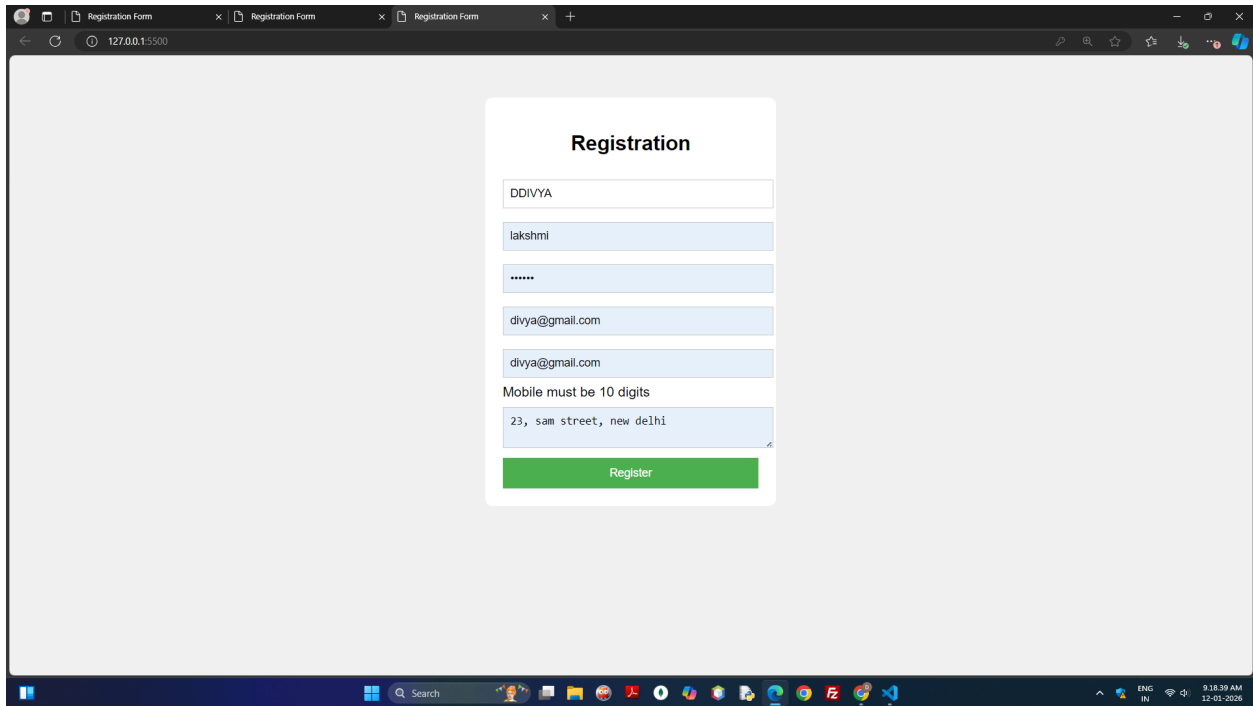 Registration Form
Registration Form
Registration Form
127.0.0.1:5500
Registration
DDIVYA
lakshmi
••••••
divya@gmail.com
divya@gmail.com
Mobile must be 10 digits
23, sam street, new delhi
Register
Search
ENG
IN
9.18.39 AM
12-01-2026